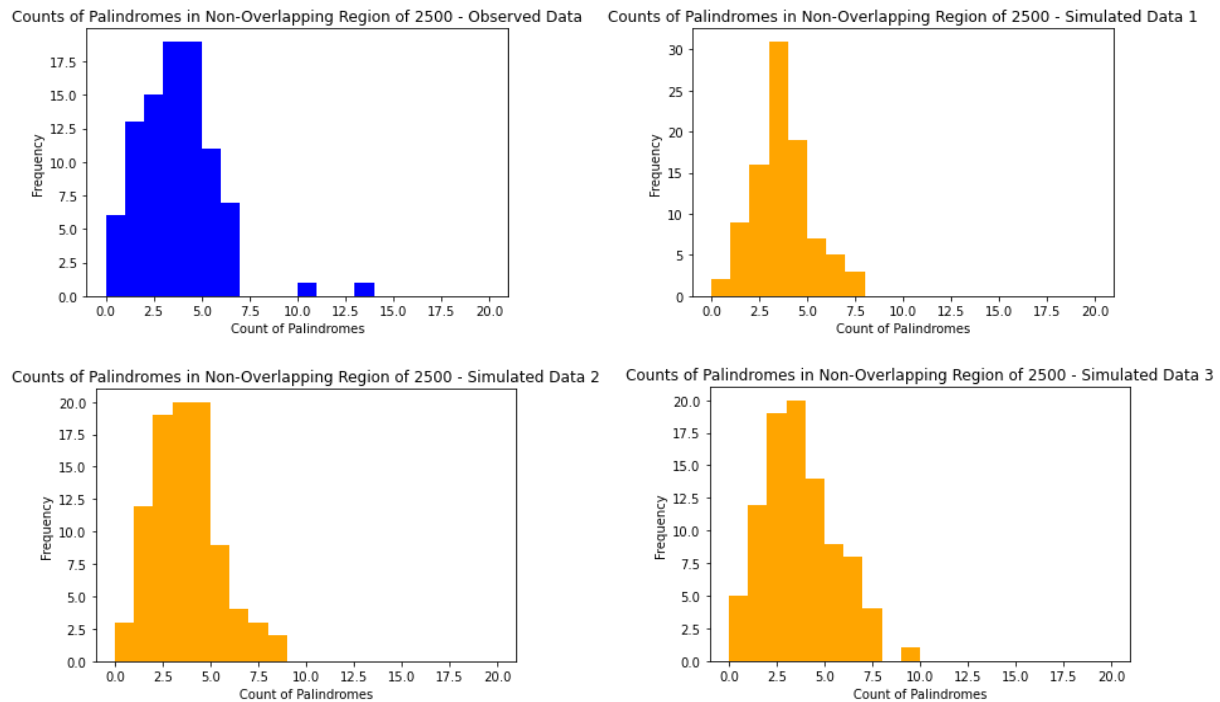 Counts of Palindromes in Non-Overlapping Region of 2500 - Observed Data
17.5
15.0
12.5
10.0
7.5
5.0
2.5
0.0
Frequency
0.0 2.5 5.0 7.5 10.0 12.5 15.0 17.5 20.0
Count of Palindromes
Counts of Palindromes in Non-Overlapping Region of 2500 - Simulated Data 1
30
25
20
15
10
5
0
Frequency
0.0 2.5 5.0 7.5 10.0 12.5 15.0 17.5 20.0
Count of Palindromes
Counts of Palindromes in Non-Overlapping Region of 2500 - Simulated Data 2
20.0
17.5
15.0
12.5
10.0
7.5
5.0
2.5
0.0
Frequency
0.0 2.5 5.0 7.5 10.0 12.5 15.0 17.5 20.0
Count of Palindromes
Counts of Palindromes in Non-Overlapping Region of 2500 - Simulated Data 3
20.0
17.5
15.0
12.5
10.0
7.5
5.0
2.5
0.0
Frequency
0.0 2.5 5.0 7.5 10.0 12.5 15.0 17.5 20.0
Count of Palindromes